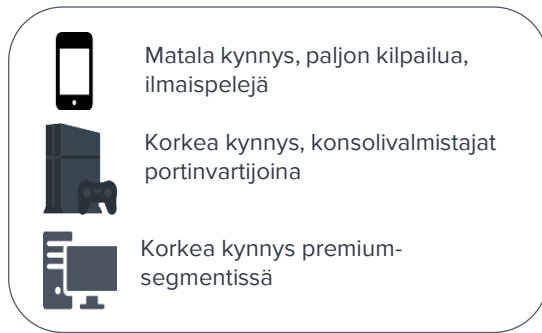 Matala kynnys, paljon kilpailua,
ilmaispelejä
Korkea kynnys, konsolivalmistajat
portinvartijoina
Korkea kynnys premium-
segmentissä